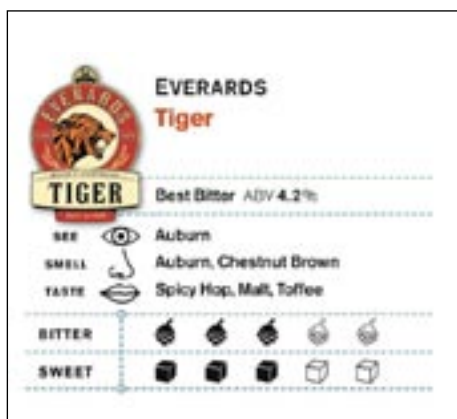 EVERARDS
TIGER
EVERARDS
Tiger
Best Bitter ABV 4.2%
SEE Auburn
SMELL Auburn, Chestnut Brown
TASTE Spicy Hop, Malt, Toffee
BITTER
SWEET